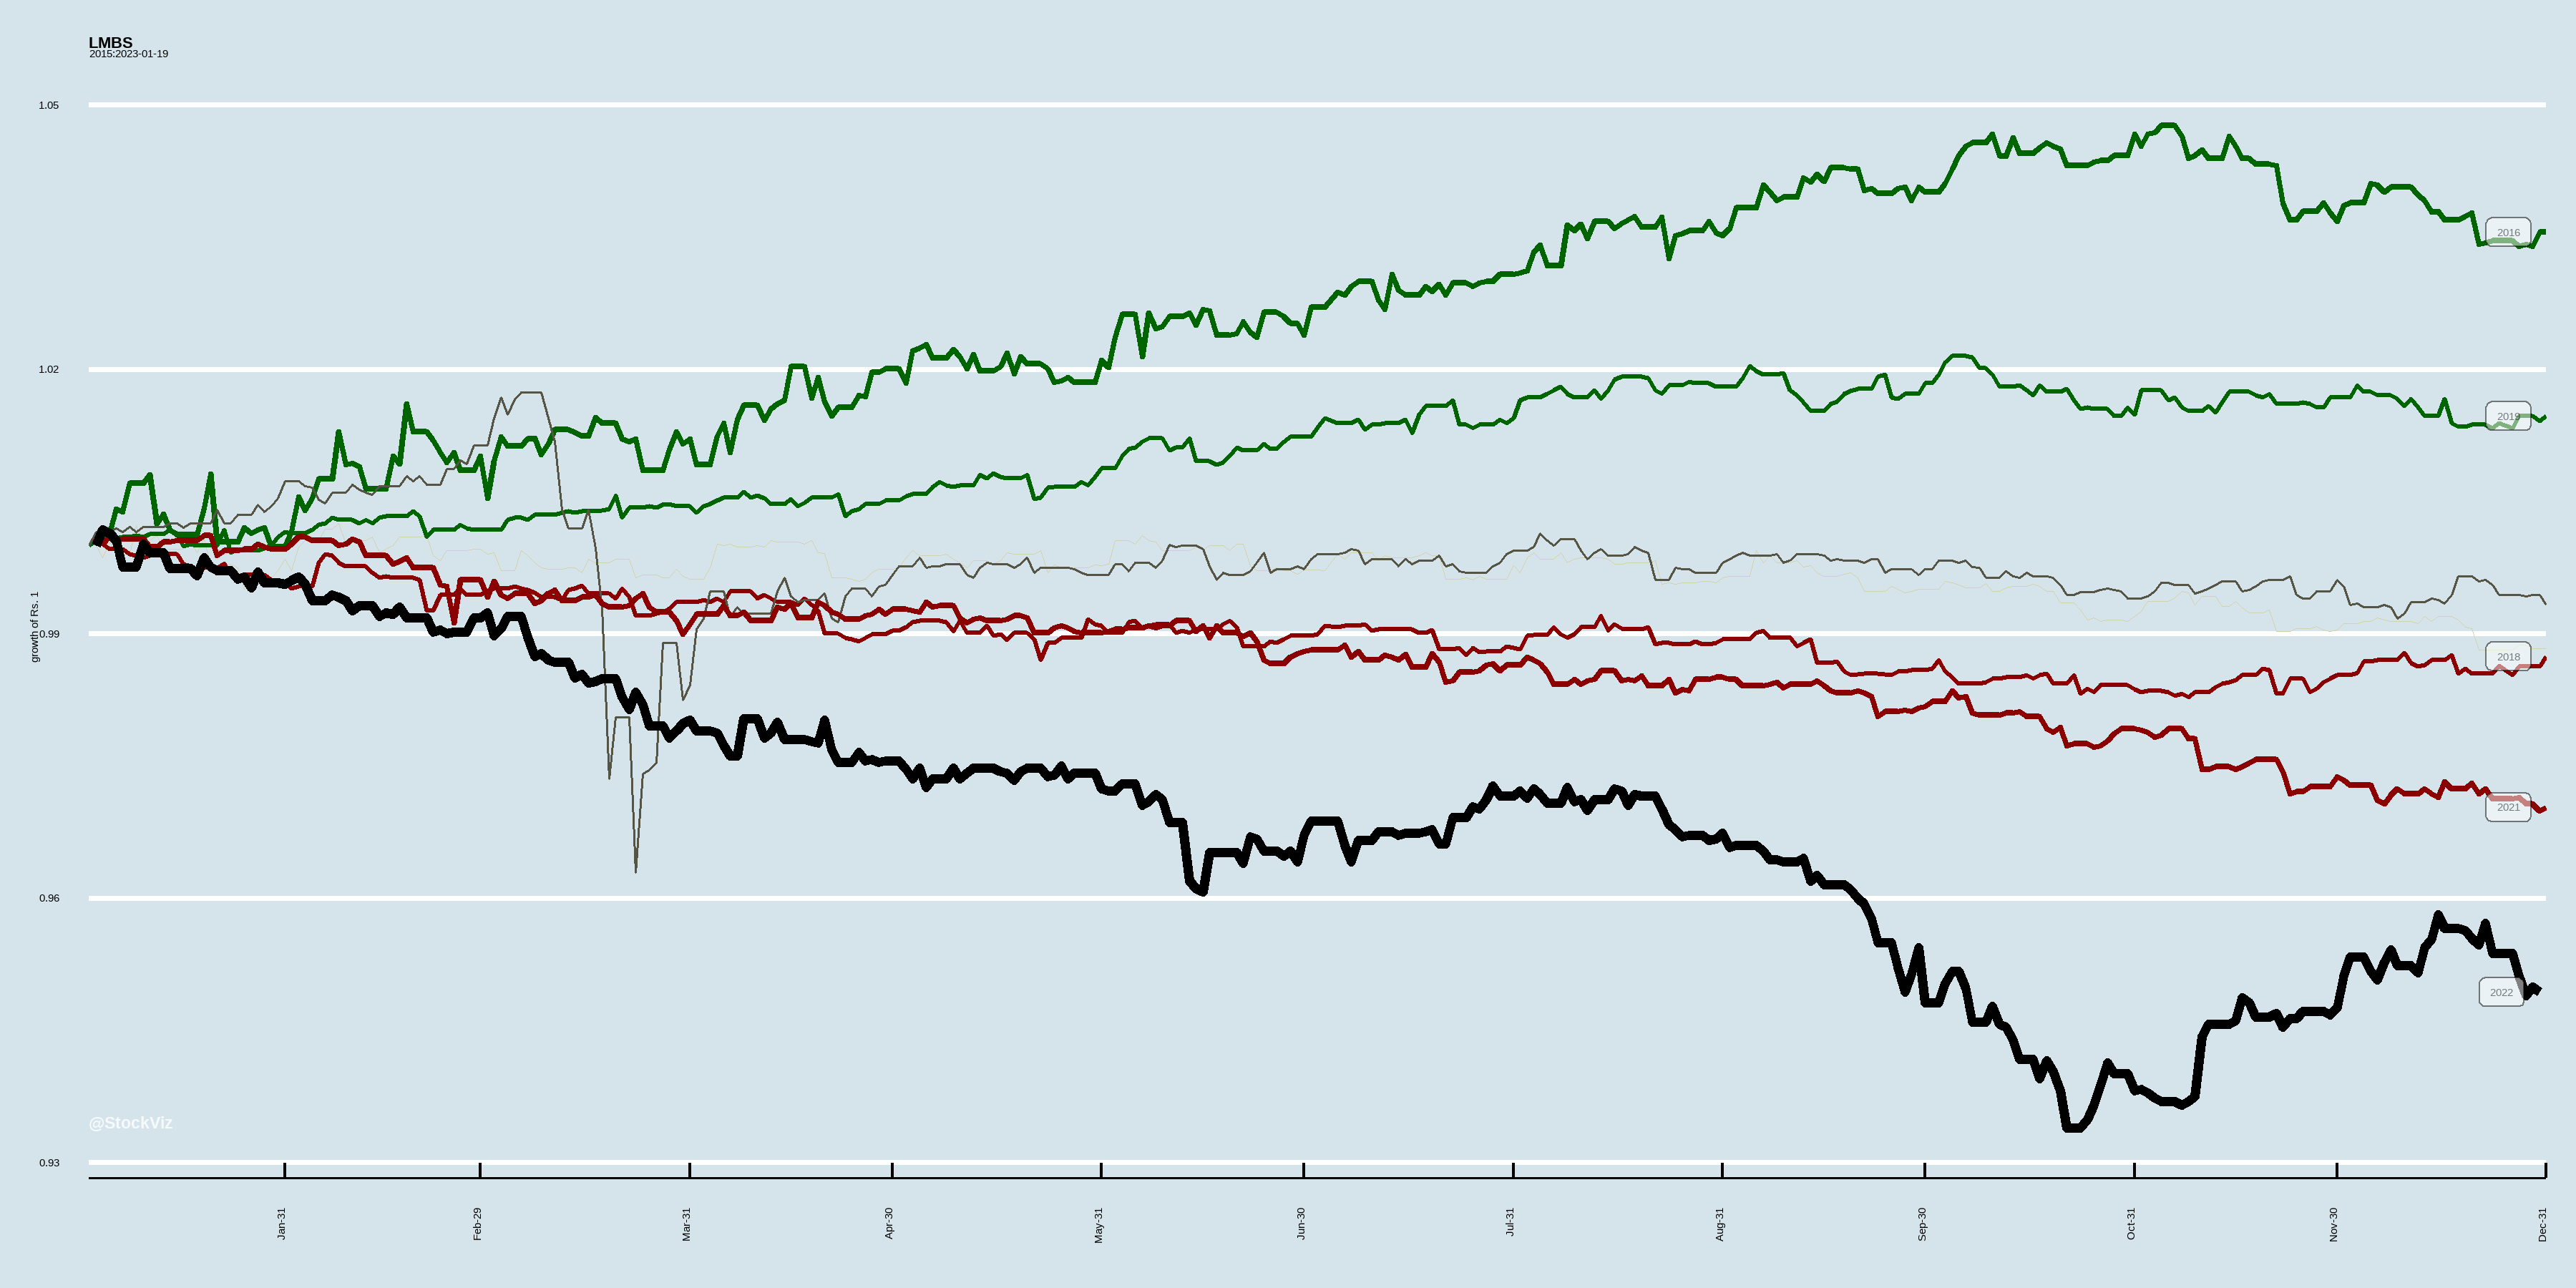 LMBS
2015:2023-01-19
1.05
1.02
0.99
0.96
0.93
growth of Rs. 1
2016
2019
2018
2021
2022
@StockViz
Jan-31
Feb-29
Mar-31
Apr-30
May-31
Jun-30
Jul-31
Aug-31
Sep-30
Oct-31
Nov-30
Dec-31